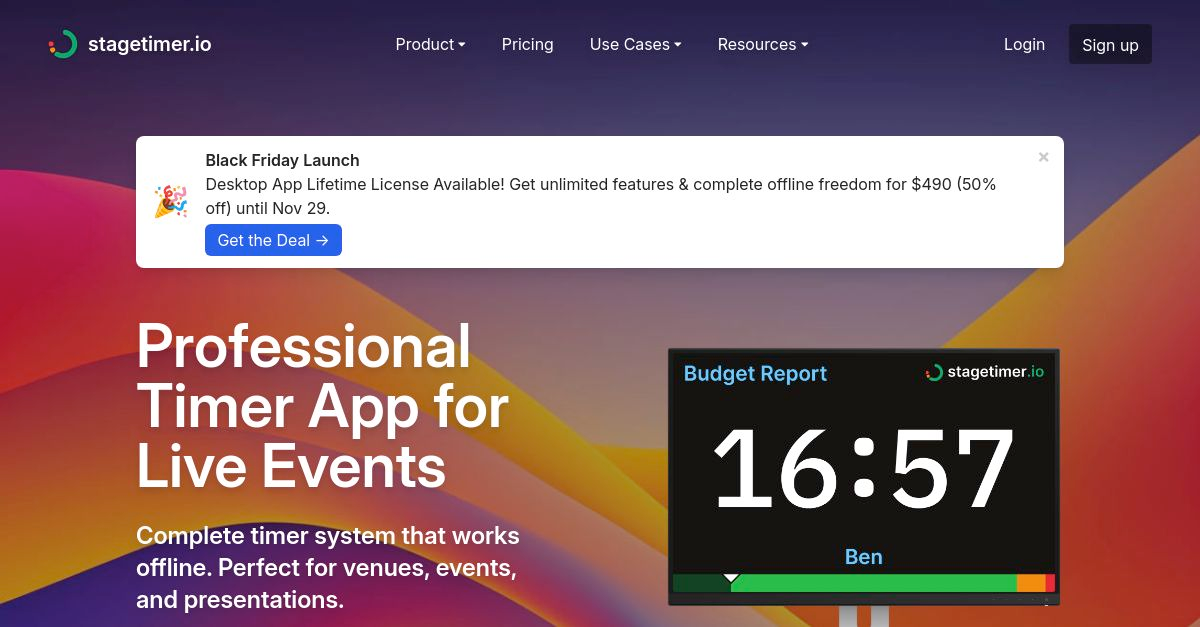 stagetimer.io
Product
Pricing
Use Cases
Resources
Login
Sign up
Black Friday Launch
Desktop App Lifetime License Available! Get unlimited features & complete offline freedom for $490 (50%
off) until Nov 29.
Get the Deal →
×
Professional
Timer App for
Live Events
Complete timer system that works
offline. Perfect for venues, events,
and presentations.
Budget Report
stagetimer.io
16:57
Ben